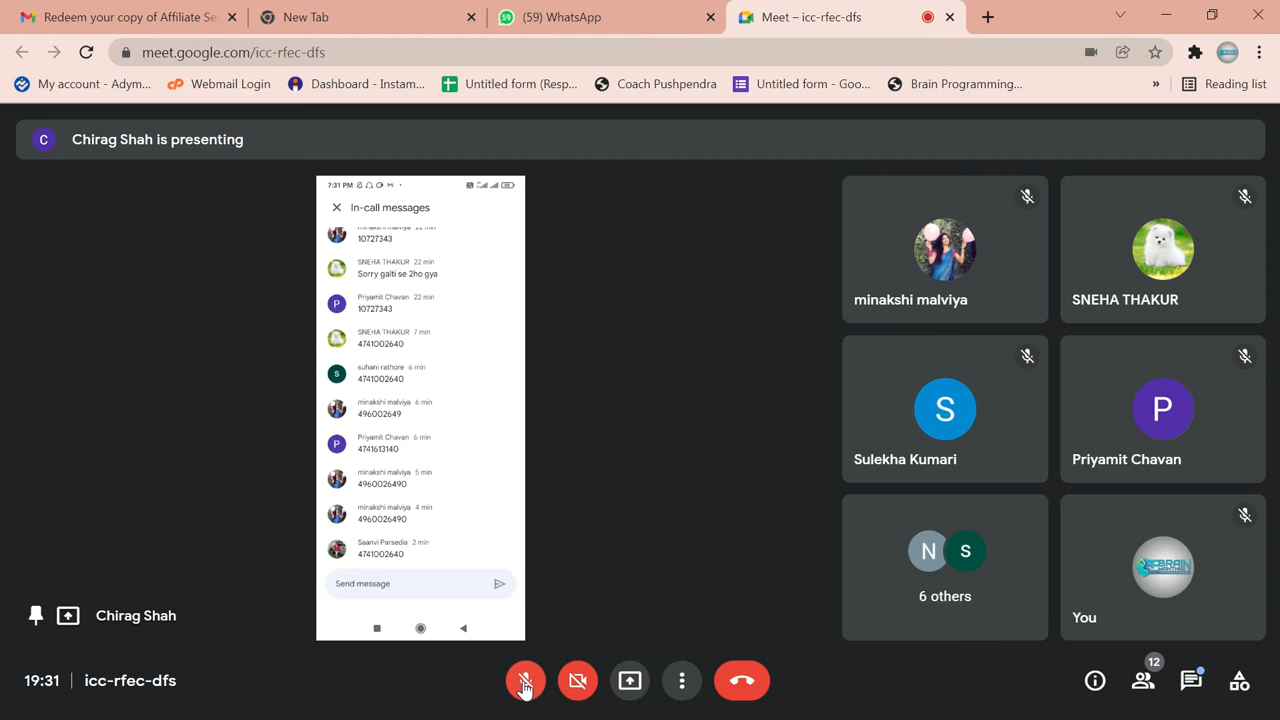 Redeem your copy of Affiliate Se
New Tab
(59) WhatsApp
Meet – icc-rfec-dfs
meet.google.com/icc-rfec-dfs
My account - Adym...
Webmail Login
Dashboard - Instam...
Untitled form (Resp...
Coach Pushpendra
Untitled form - Goo...
Brain Programming...
»
Reading list
C
Chirag Shah is presenting
7:31 PM
In-call messages
minakshi malviya 22 min
10727343
SNEHA THAKUR 22 min
Sorry galti se 2ho gya
P
Priyamit Chavan 22 min
10727343
SNEHA THAKUR 7 min
4741002640
s
suhani rathore 6 min
4741002640
minakshi malviya 6 min
496002649
P
Priyamit Chavan 6 min
4741613140
minakshi malviya 5 min
4960026490
minakshi malviya 4 min
4960026490
Saanvi Parsedia 2 min
4741002640
Send message
Chirag Shah
minakshi malviya
SNEHA THAKUR
S
Sulekha Kumari
P
Priyamit Chavan
N
S
6 others
BRAIN
You
19:31
icc-rfec-dfs
12